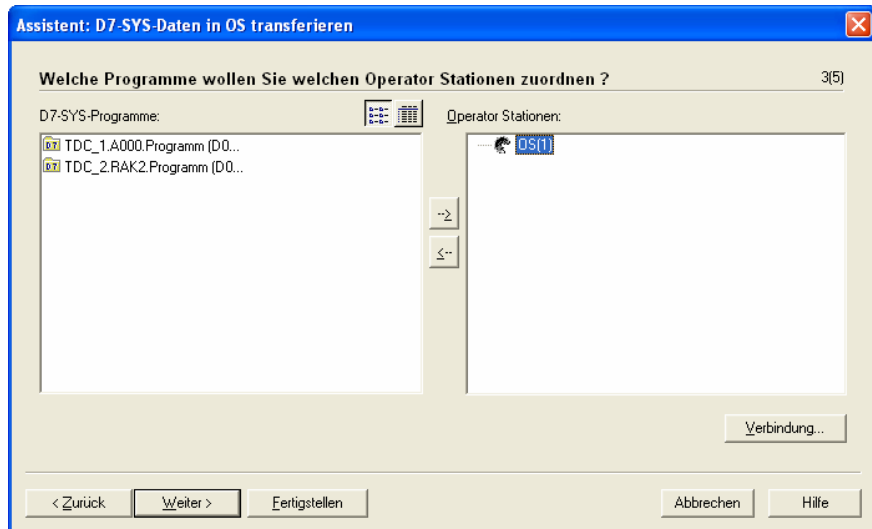 Assistent: D7-SYS-Daten in OS transferieren
Welche Programme wollen Sie welchen Operator Stationen zuordnen ? 3(5)
D7-SYS-Programme:
Operator Stationen:
D7 TDC_1.A000.Programm (D0...
D7 TDC_2.RAK2.Programm (D0...
OS(1)
-->
<--
Verbindung...
< Zurück
Weiter >
Fertigstellen
Abbrechen
Hilfe